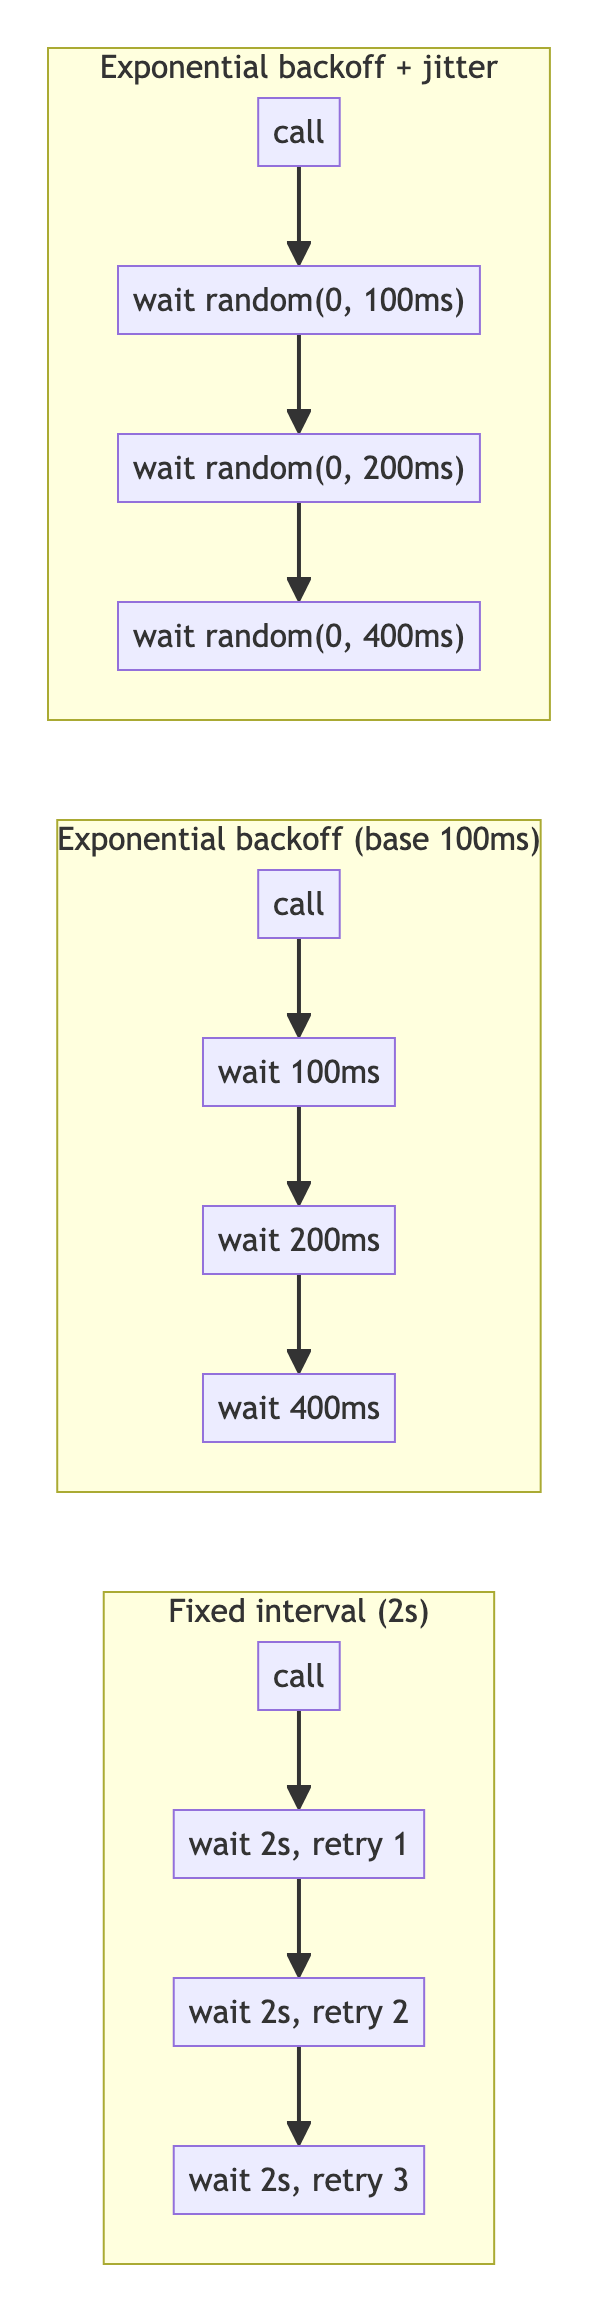 Exponential backoff + jitter
call
wait random(0, 100ms)
wait random(0, 200ms)
wait random(0, 400ms)
Exponential backoff (base 100ms)
call
wait 100ms
wait 200ms
wait 400ms
Fixed interval (2s)
call
wait 2s, retry 1
wait 2s, retry 2
wait 2s, retry 3